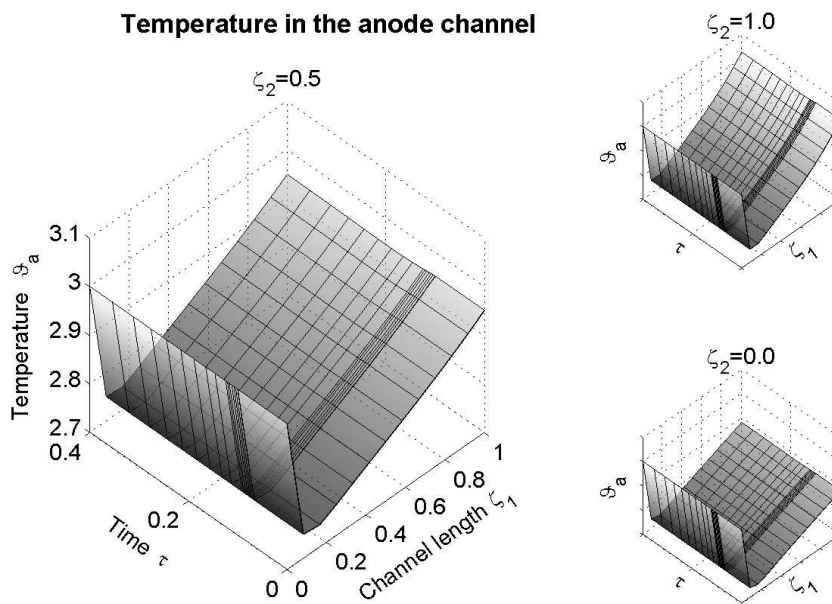 Temperature in the anode channel
ζ₂=0.5
3.1
3
2.9
2.8
2.7
Temperature ϑₐ
0.4
0.2
0
Time τ
0
0.2
0.4
0.6
0.8
1
Channel length ζ₁
ζ₂=1.0
ϑₐ
τ
ζ₁
ζ₂=0.0
ϑₐ
τ
ζ₁